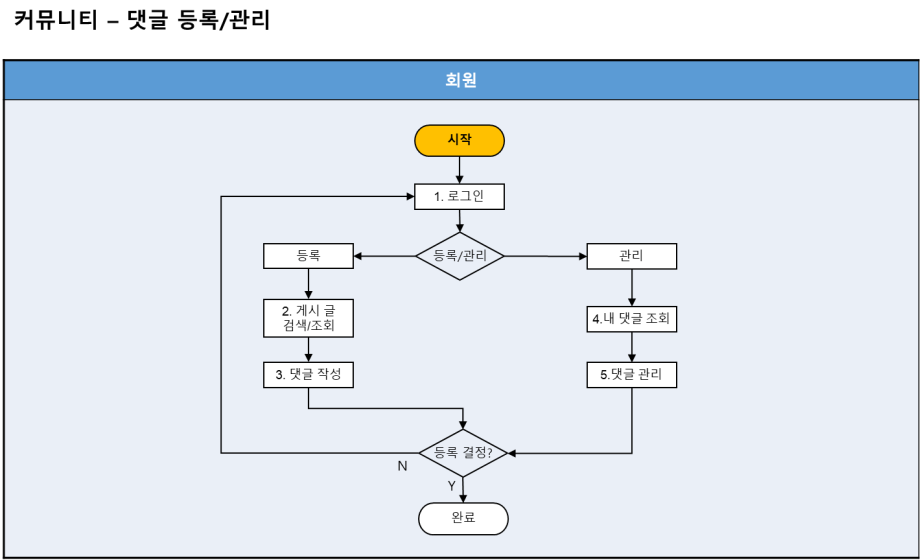 커뮤니티 – 댓글 등록/관리
회원
시작
1. 로그인
등록
등록/관리
관리
2. 게시 글
검색/조회
4.내 댓글 조회
3. 댓글 작성
5.댓글 관리
등록 결정?
N
Y
완료